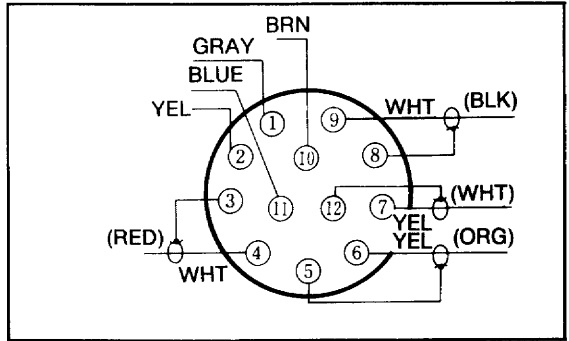 BRN
GRAY
BLUE
YEL
1
9
WHT
(BLK)
2
10
8
3
11
12
7
(WHT)
YEL
(RED)
4
YEL
(ORG)
WHT
6
5